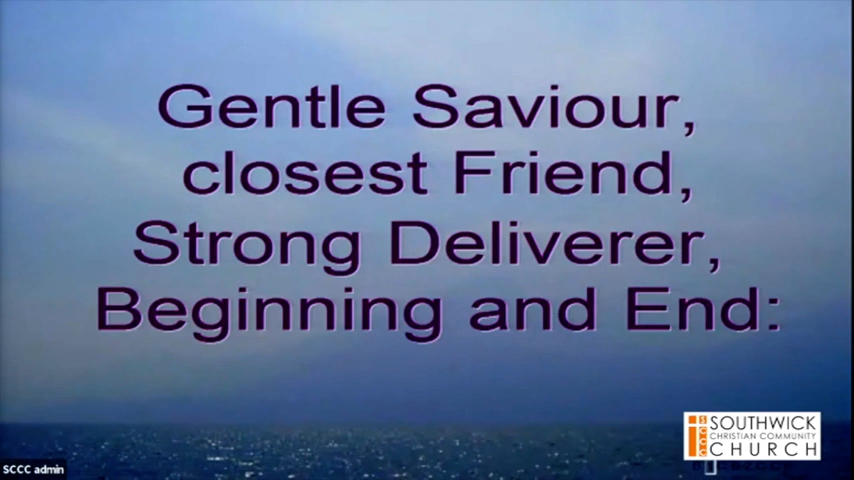 Gentle Saviour,
closest Friend,
Strong Deliverer,
Beginning and End:
SOUTHWICK
CHRISTIAN COMMUNITY
CHURCH
SCCC admin